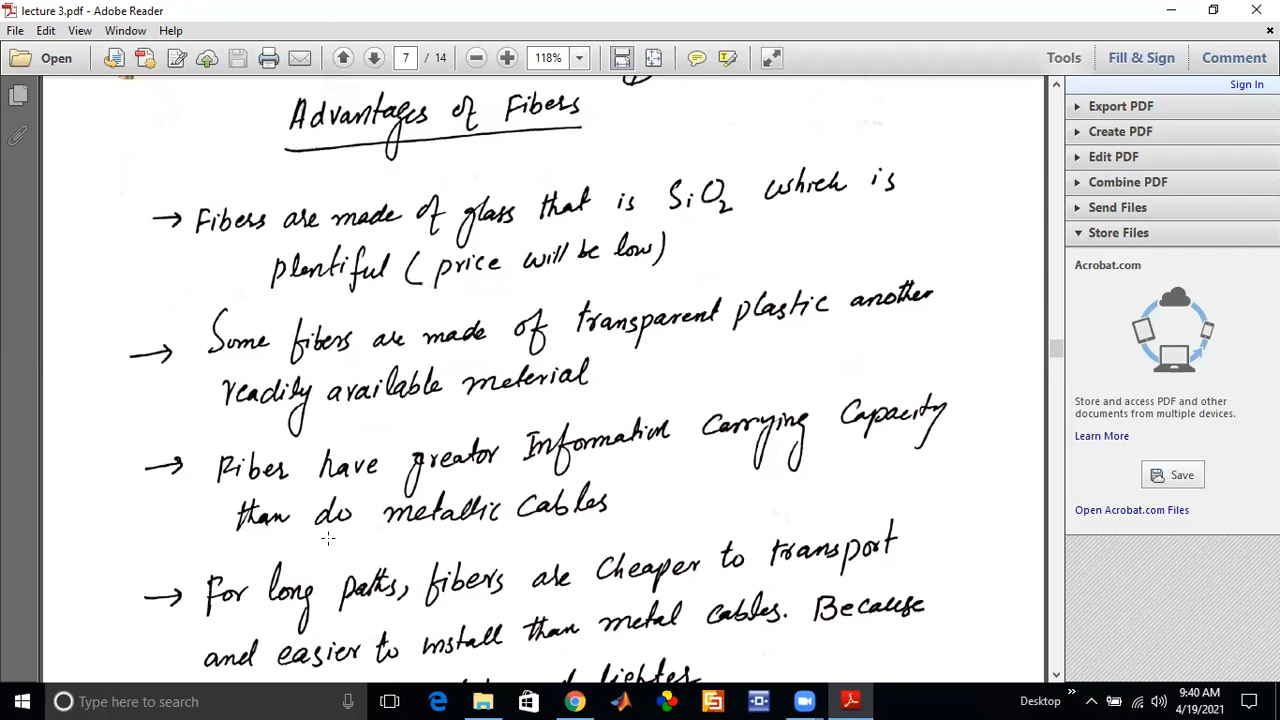 lecture 3.pdf - Adobe Reader
File Edit View Window Help
Open 7 / 14 118% Tools Fill & Sign Comment
Sign In
Export PDF
Create PDF
Edit PDF
Combine PDF
Send Files
Store Files
Acrobat.com
Store and access PDF and other
documents from multiple devices.
Learn More
Save
Open Acrobat.com Files
Advantages of Fibers
→ Fibers are made of glass that is SiO2 which is
plentiful (price will be low)
→ Some fibers are made of transparent plastic another
readily available meterial
→ Fiber have greator Information Carrying Capacity
than do metallic Cables
→ For long paths, fibers are Cheaper to transport
and easier to install than metal cables. Because
lighter
Type here to search
Desktop
9:40 AM
4/19/2021